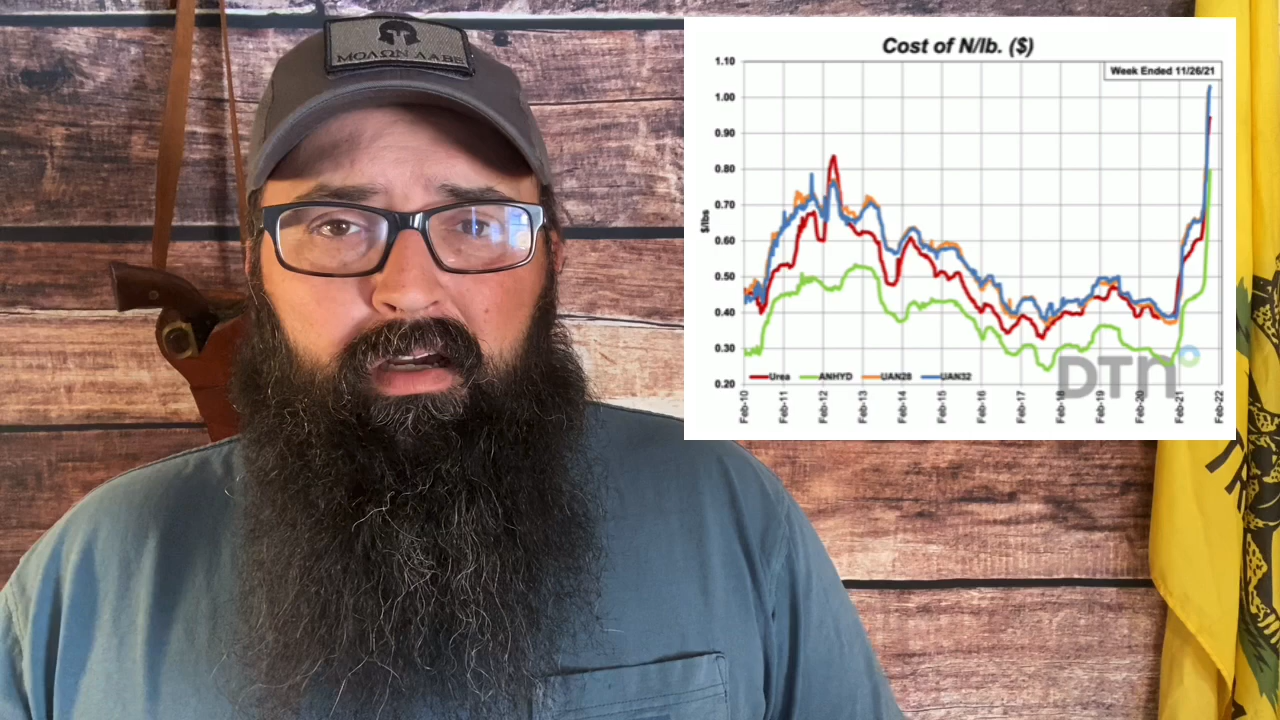 ΜΟΛΩΝ ΛΑΒΕ
Cost of N/lb. ($)
Week Ended 11/26/21
1.10
1.00
0.90
0.80
0.70
0.60
0.50
0.40
0.30
0.20
$/lbs
Urea ANHYD UAN28 UAN32
DTN
Feb-10 Feb-11 Feb-12 Feb-13 Feb-14 Feb-15 Feb-16 Feb-17 Feb-18 Feb-19 Feb-20 Feb-21 Feb-22